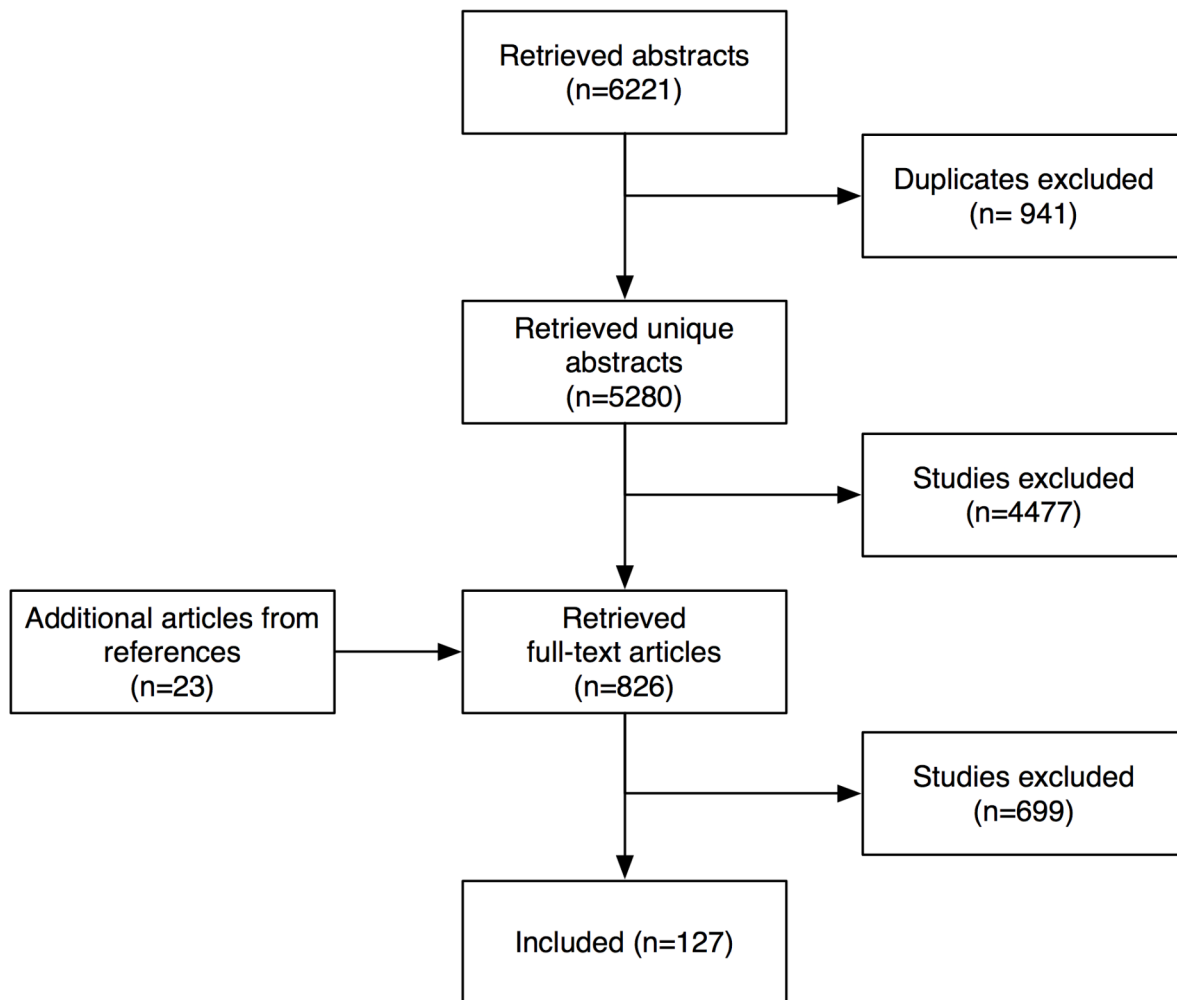 Retrieved abstracts
(n=6221)
Duplicates excluded
(n= 941)
Retrieved unique
abstracts
(n=5280)
Studies excluded
(n=4477)
Additional articles from
references
(n=23)
Retrieved
full-text articles
(n=826)
Studies excluded
(n=699)
Included (n=127)